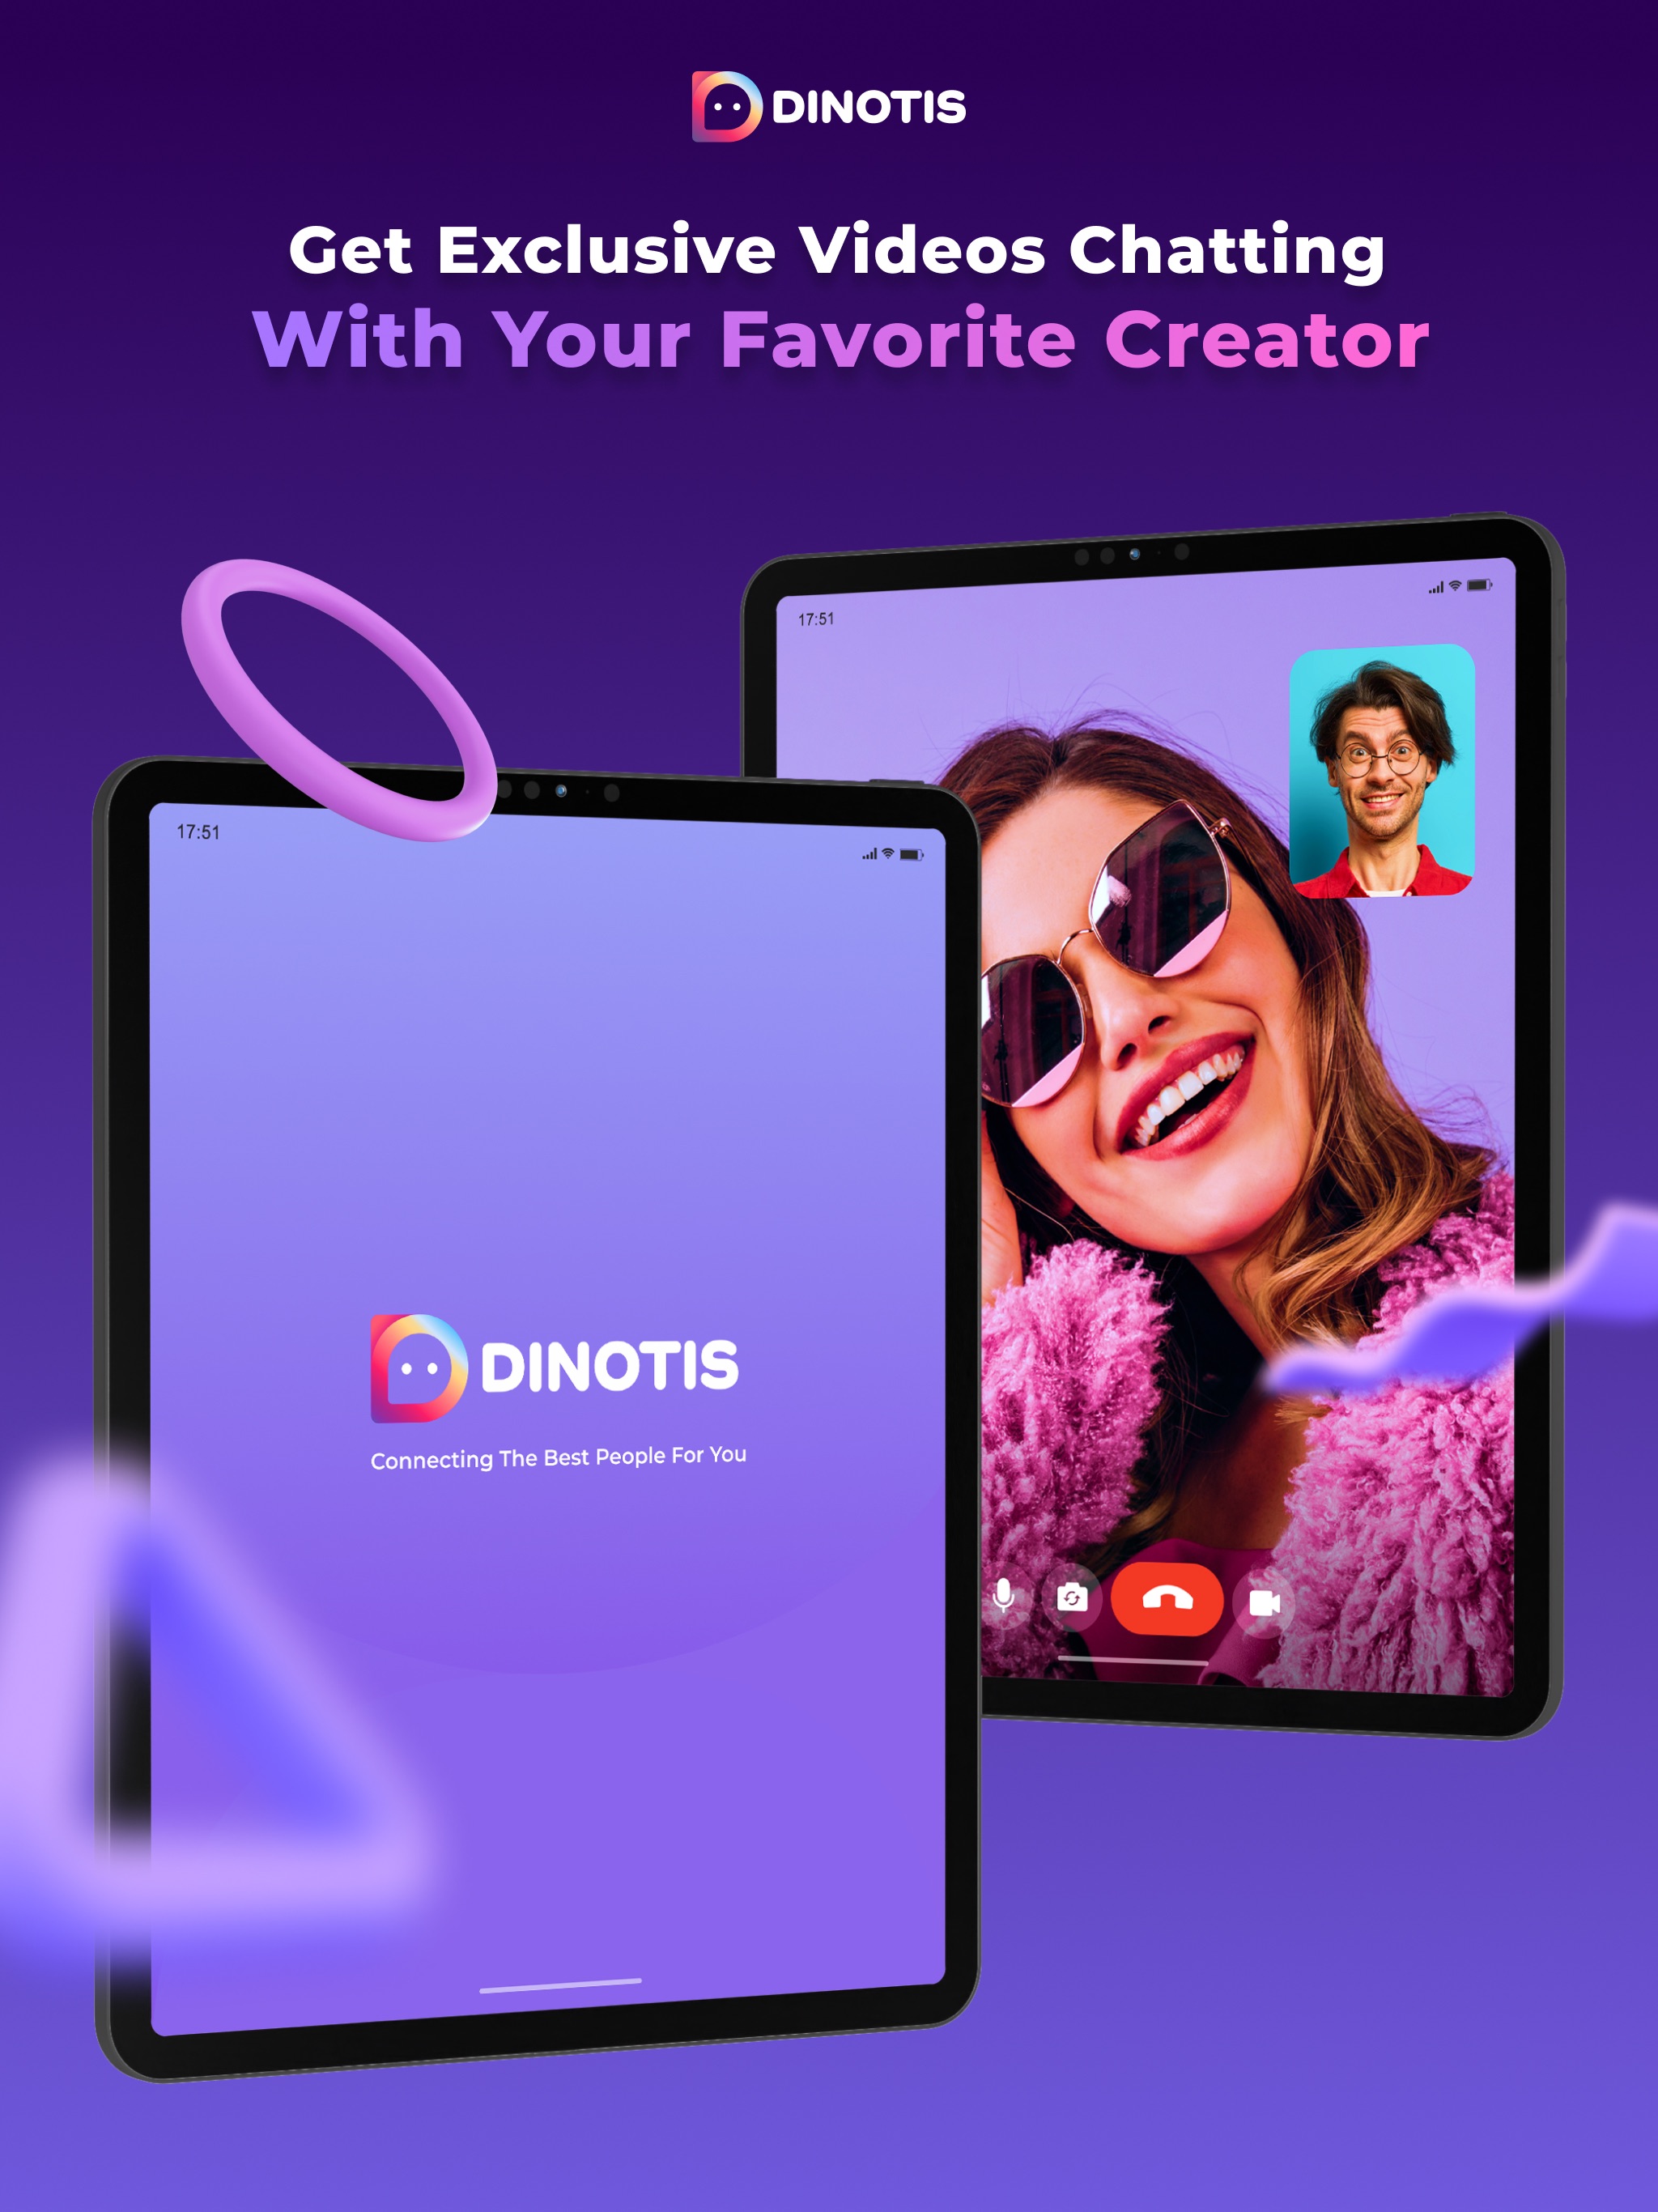 DINOTIS
Get Exclusive Videos Chatting
With Your Favorite Creator
17:51
17:51
DINOTIS
Connecting The Best People For You